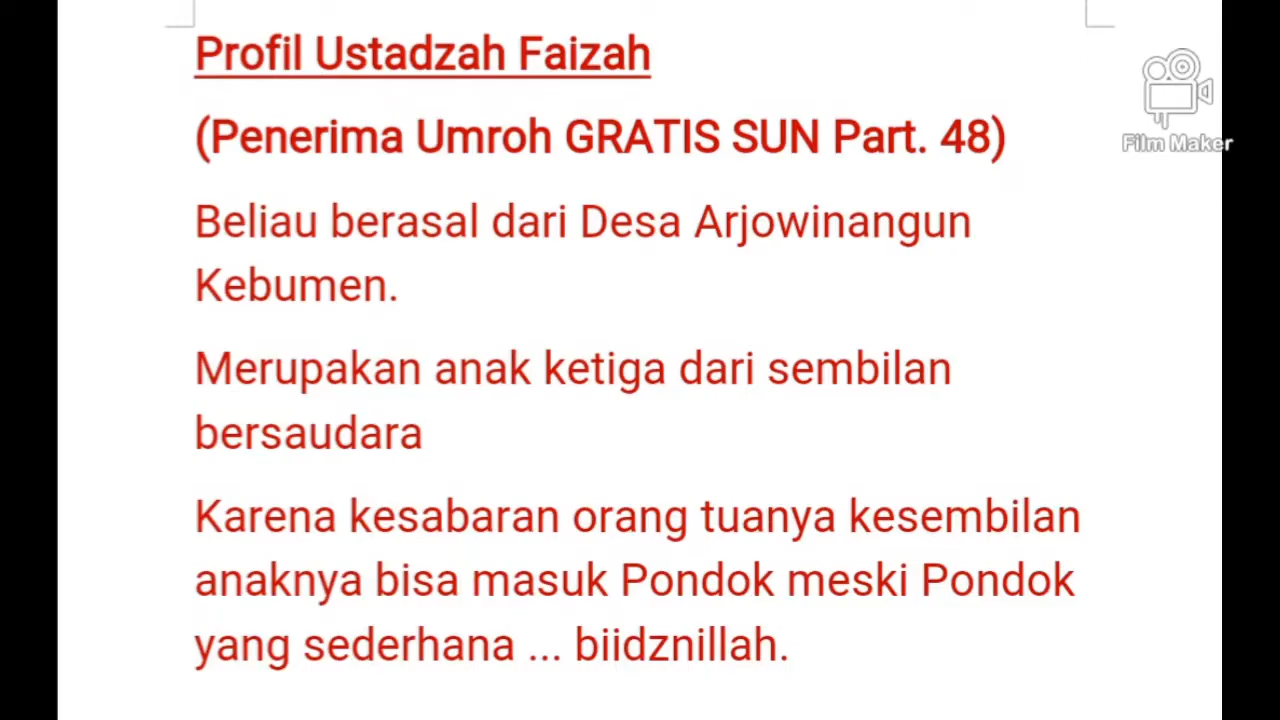 Profil Ustadzah Faizah
(Penerima Umroh GRATIS SUN Part. 48)
Film Maker
Beliau berasal dari Desa Arjowinangun
Kebumen.
Merupakan anak ketiga dari sembilan
bersaudara
Karena kesabaran orang tuanya kesembilan
anaknya bisa masuk Pondok meski Pondok
yang sederhana ... biidznillah.